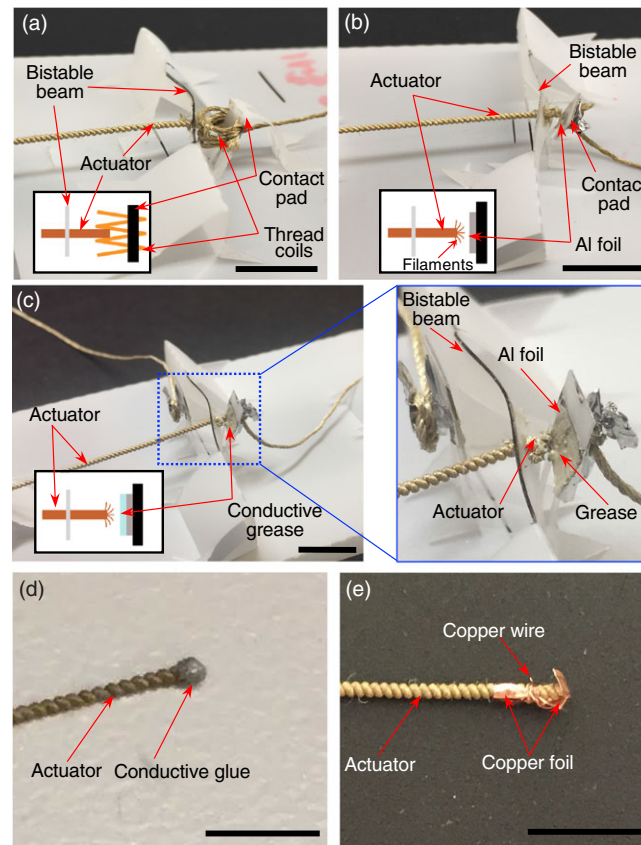 (a)
Bistable
beam
Actuator
Contact
pad
Thread
coils
(b)
Bistable
beam
Actuator
Contact
pad
Al foil
Filaments
(c)
Actuator
Conductive
grease
Bistable
beam
Al foil
Actuator
Grease
(d)
Actuator
Conductive glue
(e)
Copper wire
Actuator
Copper foil